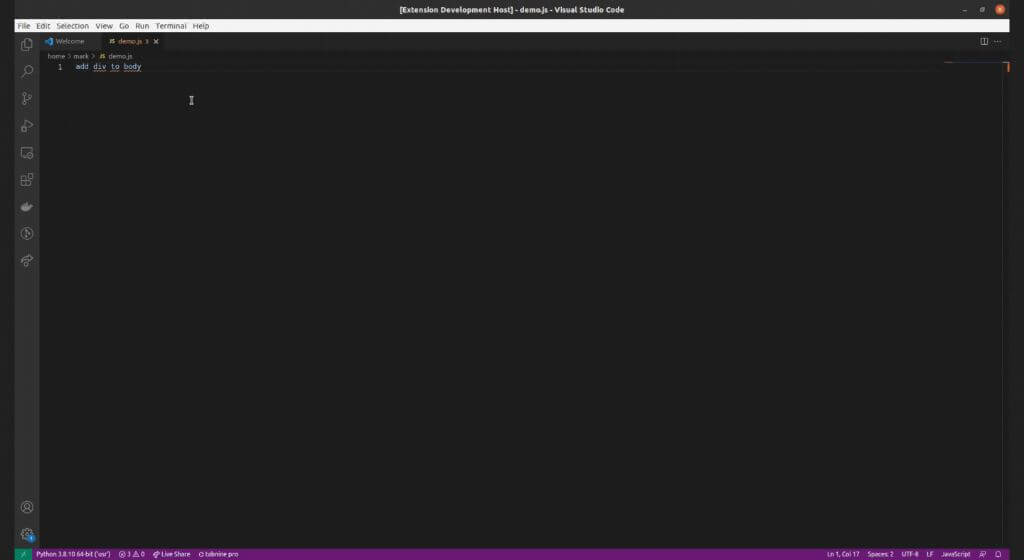 [Extension Development Host] - demo.js - Visual Studio Code
File Edit Selection View Go Run Terminal Help
Welcome JS demo.js 3
home > mark > JS demo.js
1 add div to body
1
Python 3.8.10 64-bit ('usr') 3 0 Live Share tabnine pro Ln 1, Col 17 Spaces: 2 UTF-8 LF JavaScript